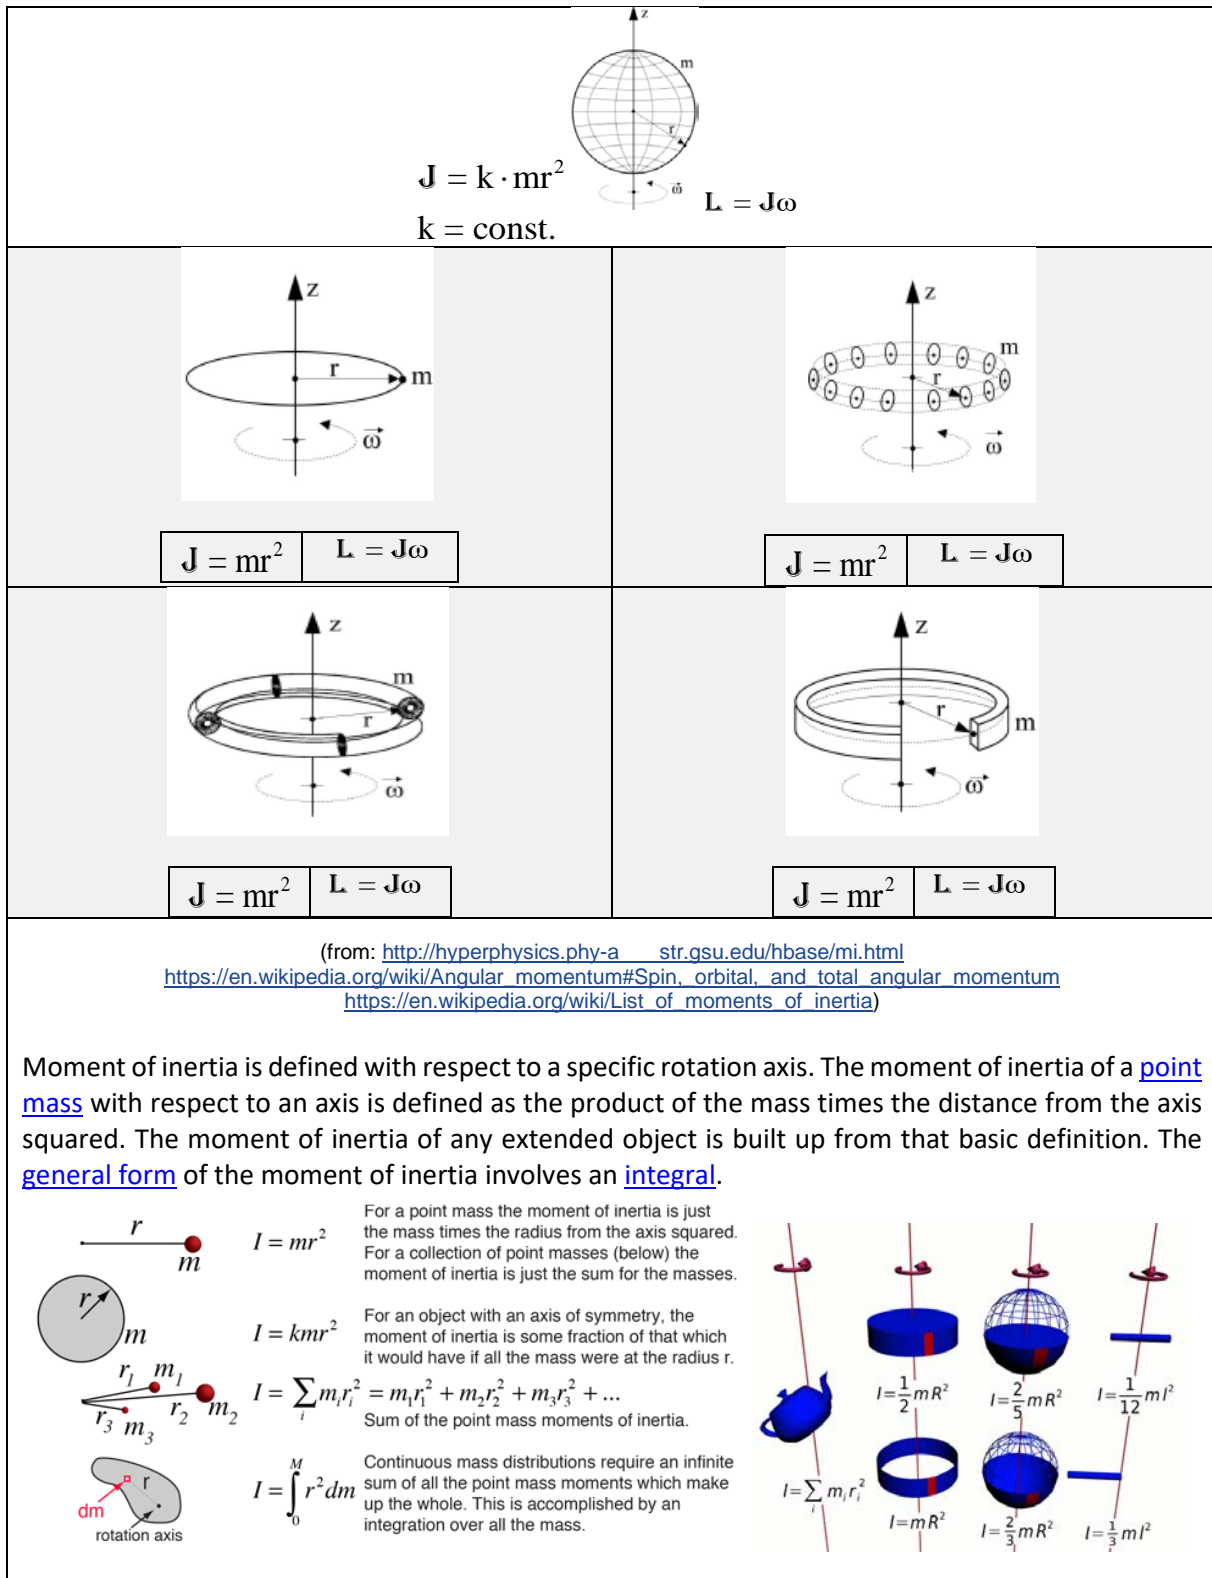 z
m
r
ω⃗
J = k · mr²
L = Jω
k = const.
z
r
m
ω⃗
J = mr²
L = Jω
z
m
r
ω⃗
J = mr²
L = Jω
z
m
r
ω⃗
J = mr²
L = Jω
z
r
m
ω⃗
J = mr²
L = Jω
(from: http://hyperphysics.phy-a str.gsu.edu/hbase/mi.html
https://en.wikipedia.org/wiki/Angular_momentum#Spin,_orbital,_and_total_angular_momentum
https://en.wikipedia.org/wiki/List_of_moments_of_inertia)
Moment of inertia is defined with respect to a specific rotation axis. The moment of inertia of a point
mass with respect to an axis is defined as the product of the mass times the distance from the axis
squared. The moment of inertia of any extended object is built up from that basic definition. The
general form of the moment of inertia involves an integral.
r
m
I = mr²
For a point mass the moment of inertia is just
the mass times the radius from the axis squared.
For a collection of point masses (below) the
moment of inertia is just the sum for the masses.
r
m
I = kmr²
For an object with an axis of symmetry, the
moment of inertia is some fraction of that which
it would have if all the mass were at the radius r.
r₁ m₁
r₂ m₂
r₃ m₃
I = ∑ᵢ mᵢrᵢ² = m₁r₁² + m₂r₂² + m₃r₃² + ...
Sum of the point mass moments of inertia.
r
dm
rotation axis
I = ∫₀ᴹ r²dm
Continuous mass distributions require an infinite
sum of all the point mass moments which make
up the whole. This is accomplished by an
integration over all the mass.
I=1/2 mR²
I=2/5 mR²
I=1/12 ml²
I=∑ᵢ mᵢrᵢ²
I=mR²
I=2/3 mR²
I=1/3 ml²